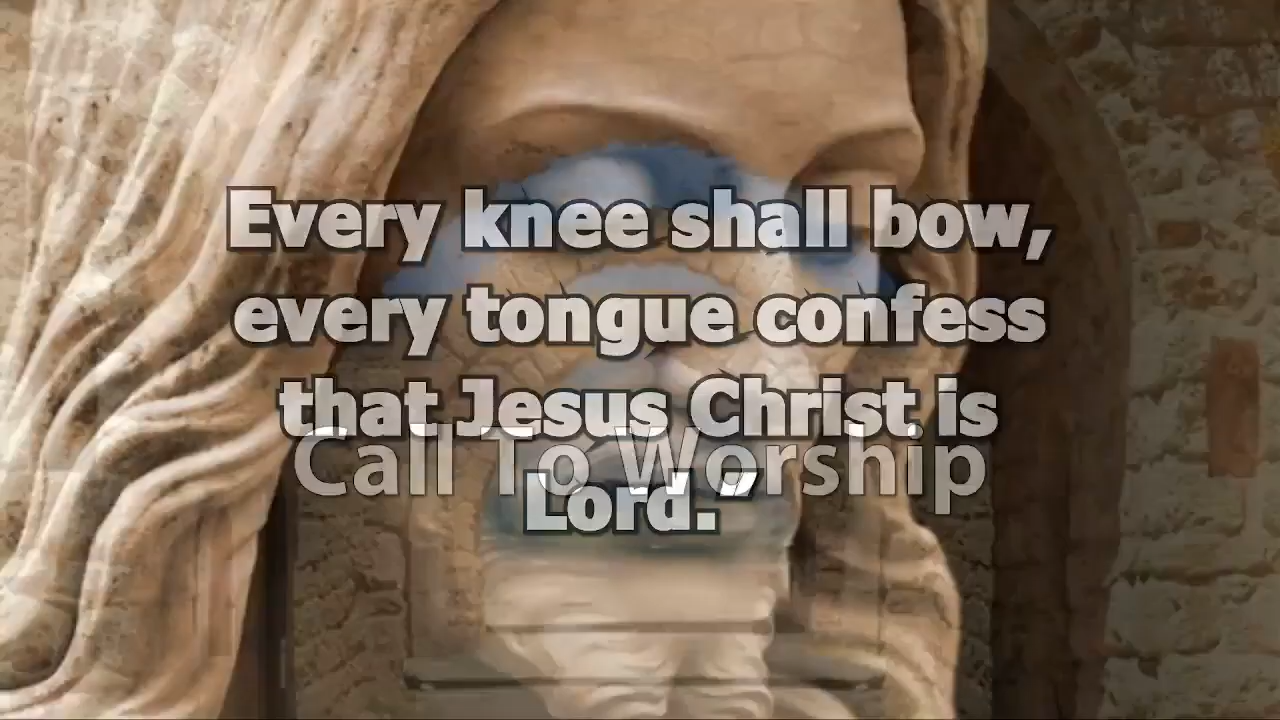 Every knee shall bow,
every tongue confess
that Jesus Christ is
Call To Worship
Lord.”